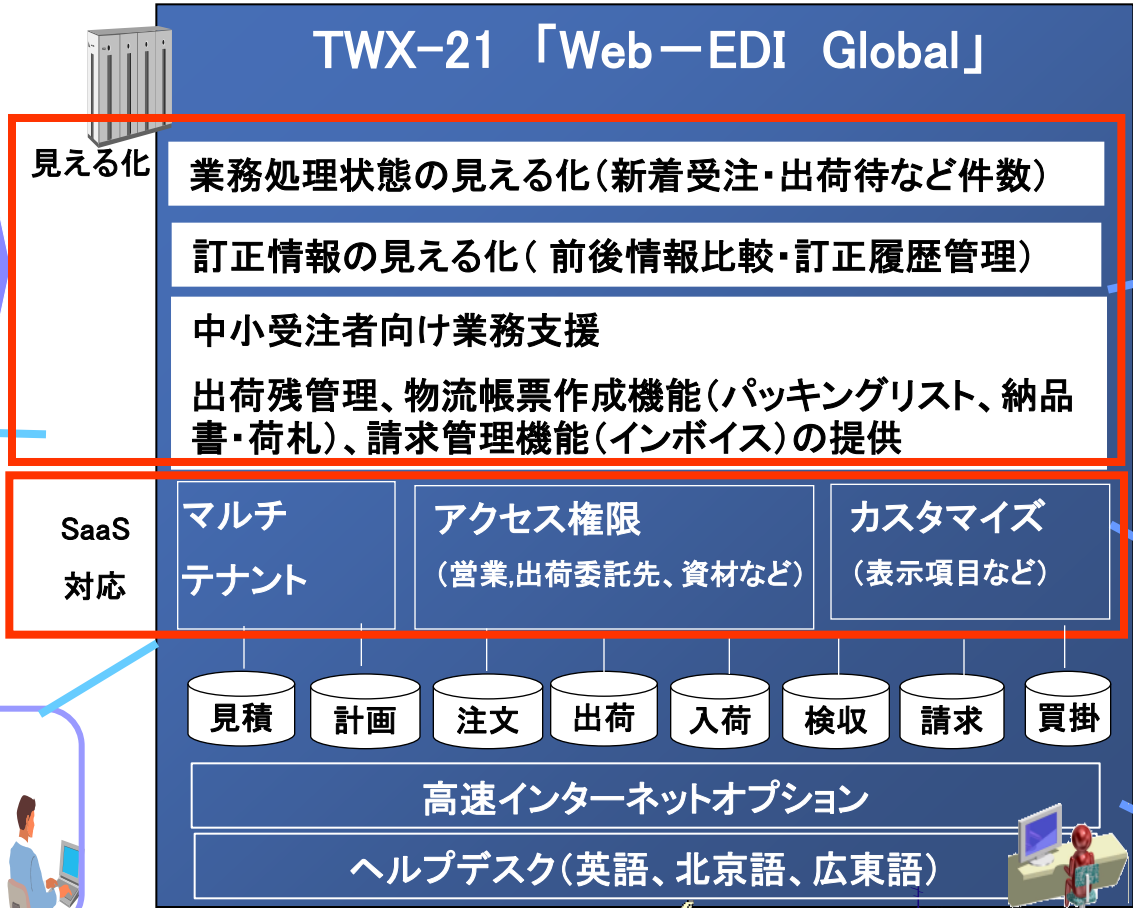 TWX-21 「Web－EDI Global」
見える化
業務処理状態の見える化（新着受注・出荷待など件数）
訂正情報の見える化（ 前後情報比較・訂正履歴管理）
中小受注者向け業務支援
出荷残管理、物流帳票作成機能（パッキングリスト、納品
書・荷札）、請求管理機能（インボイス）の提供
SaaS
対応
マルチ
テナント
アクセス権限
（営業,出荷委託先、資材など）
カスタマイズ
（表示項目など）
見積
計画
注文
出荷
入荷
検収
請求
買掛
高速インターネットオプション
ヘルプデスク（英語、北京語、広東語）